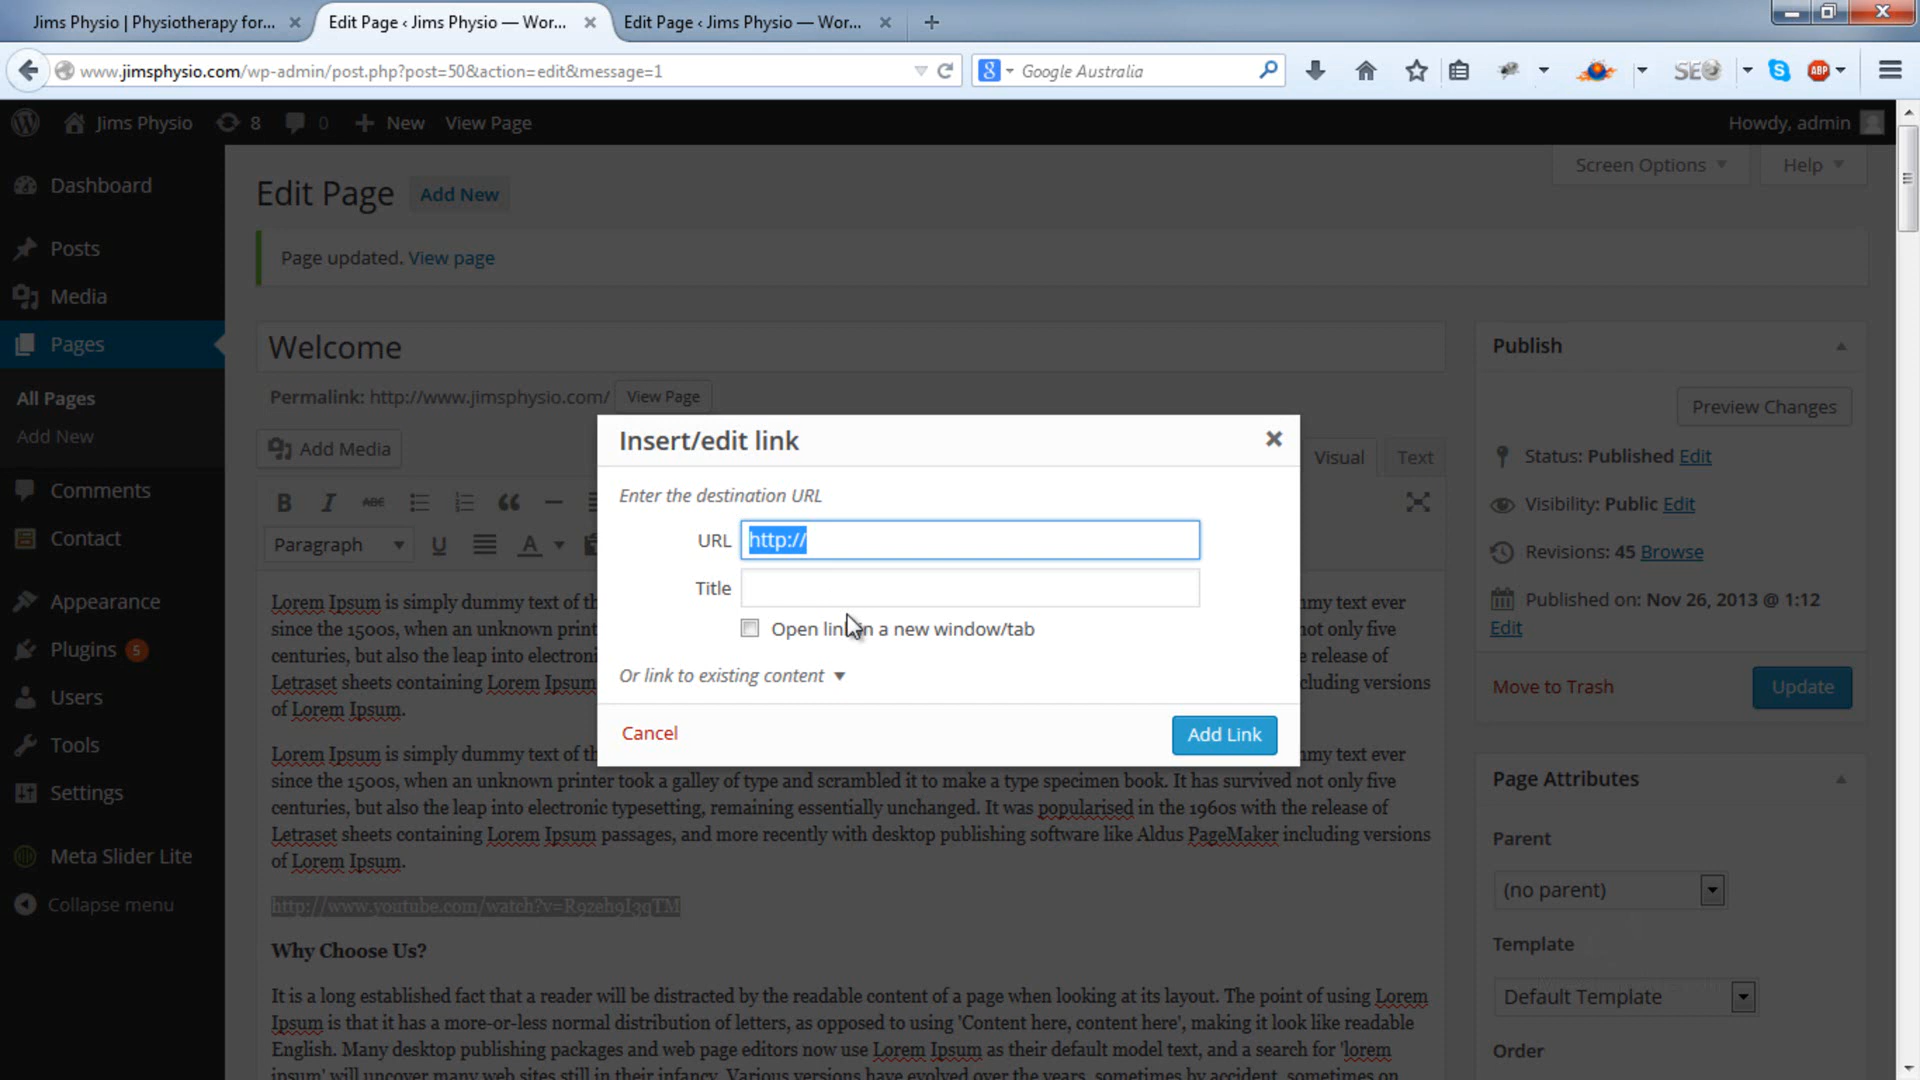 Jims Physio | Physiotherapy for...
Edit Page ‹ Jims Physio — Wor...
Edit Page ‹ Jims Physio — Wor...
www.jimsphysio.com/wp-admin/post.php?post=50&action=edit&message=1
Google Australia
SEO
ABP
Jims Physio
8
0
New
View Page
Howdy, admin
Dashboard
Posts
Media
Pages
All Pages
Add New
Comments
Contact
Appearance
Plugins 5
Users
Tools
Settings
Meta Slider Lite
Collapse menu
Screen Options
Help
Edit Page
Add New
Page updated. View page
Welcome
Permalink: http://www.jimsphysio.com/
View Page
Add Media
Visual
Text
B I ABC
Paragraph
U
A
Lorem Ipsum is simply dummy text of th
my text ever
since the 1500s, when an unknown print
not only five
centuries, but also the leap into electroni
e release of
Letraset sheets containing Lorem Ipsum
cluding versions
of Lorem Ipsum.
Lorem Ipsum is simply dummy text of th
my text ever
since the 1500s, when an unknown printer took a galley of type and scrambled it to make a type specimen book. It has survived not only five
centuries, but also the leap into electronic typesetting, remaining essentially unchanged. It was popularised in the 1960s with the release of
Letraset sheets containing Lorem Ipsum passages, and more recently with desktop publishing software like Aldus PageMaker including versions
of Lorem Ipsum.
http://www.youtube.com/watch?v=R9zeh9I3qTM
Why Choose Us?
It is a long established fact that a reader will be distracted by the readable content of a page when looking at its layout. The point of using Lorem
Ipsum is that it has a more-or-less normal distribution of letters, as opposed to using 'Content here, content here', making it look like readable
English. Many desktop publishing packages and web page editors now use Lorem Ipsum as their default model text, and a search for 'lorem
ipsum' will uncover many web sites still in their infancy. Various versions have evolved over the years, sometimes by accident, sometimes on
Insert/edit link
Enter the destination URL
URL
http://
Title
Open link in a new window/tab
Or link to existing content
Cancel
Add Link
Publish
Preview Changes
Status: Published Edit
Visibility: Public Edit
Revisions: 45 Browse
Published on: Nov 26, 2013 @ 1:12
Edit
Move to Trash
Update
Page Attributes
Parent
(no parent)
Template
Default Template
Order